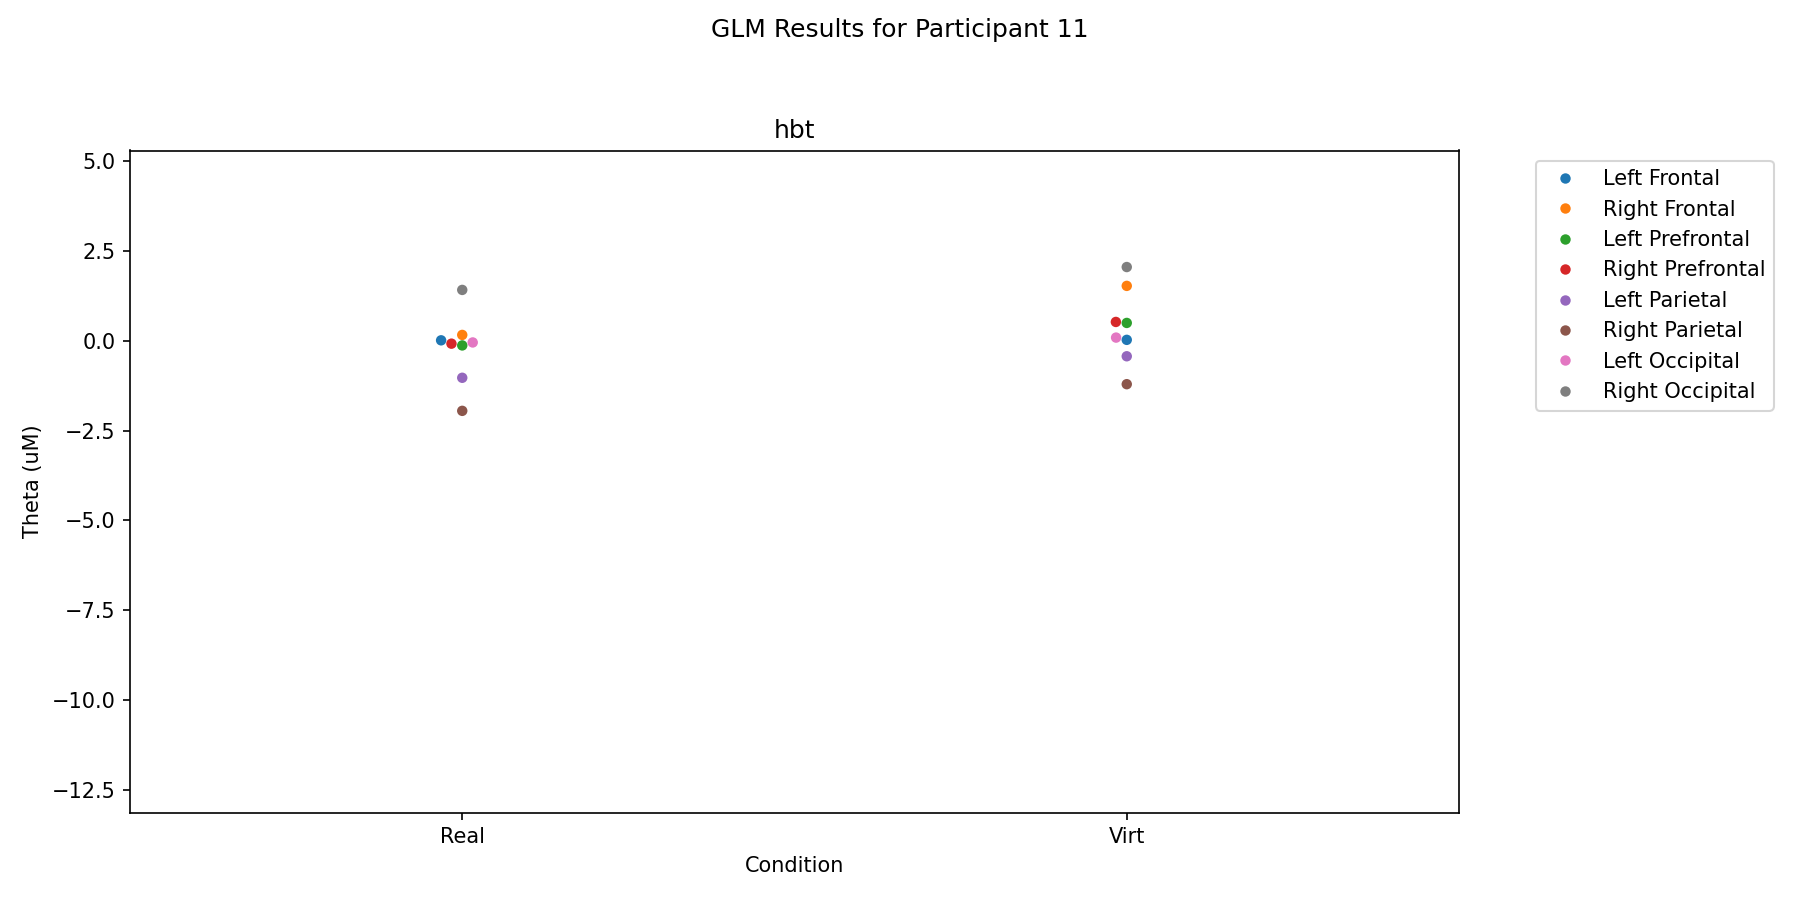 GLM Results for Participant 11
hbt
5.0
2.5
0.0
−2.5
−5.0
−7.5
−10.0
−12.5
Theta (uM)
Real
Virt
Condition
Left Frontal
Right Frontal
Left Prefrontal
Right Prefrontal
Left Parietal
Right Parietal
Left Occipital
Right Occipital